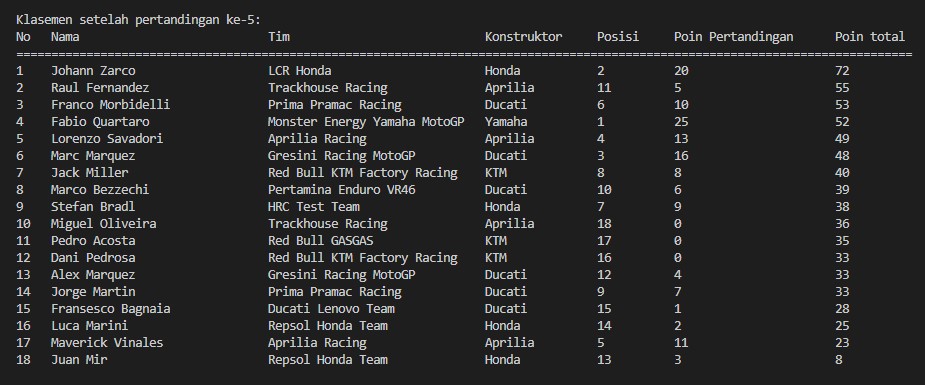 Klasemen setelah pertandingan ke-5:
No Nama Tim Konstruktor Posisi Poin Pertandingan Poin total
================================================================================================================================
1 Johann Zarco LCR Honda Honda 2 20 72
2 Raul Fernandez Trackhouse Racing Aprilia 11 5 55
3 Franco Morbidelli Prima Pramac Racing Ducati 6 10 53
4 Fabio Quartaro Monster Energy Yamaha MotoGP Yamaha 1 25 52
5 Lorenzo Savadori Aprilia Racing Aprilia 4 13 49
6 Marc Marquez Gresini Racing MotoGP Ducati 3 16 48
7 Jack Miller Red Bull KTM Factory Racing KTM 8 8 40
8 Marco Bezzechi Pertamina Enduro VR46 Ducati 10 6 39
9 Stefan Bradl HRC Test Team Honda 7 9 38
10 Miguel Oliveira Trackhouse Racing Aprilia 18 0 36
11 Pedro Acosta Red Bull GASGAS KTM 17 0 35
12 Dani Pedrosa Red Bull KTM Factory Racing KTM 16 0 33
13 Alex Marquez Gresini Racing MotoGP Ducati 12 4 33
14 Jorge Martin Prima Pramac Racing Ducati 9 7 33
15 Fransesco Bagnaia Ducati Lenovo Team Ducati 15 1 28
16 Luca Marini Repsol Honda Team Honda 14 2 25
17 Maverick Vinales Aprilia Racing Aprilia 5 11 23
18 Juan Mir Repsol Honda Team Honda 13 3 8